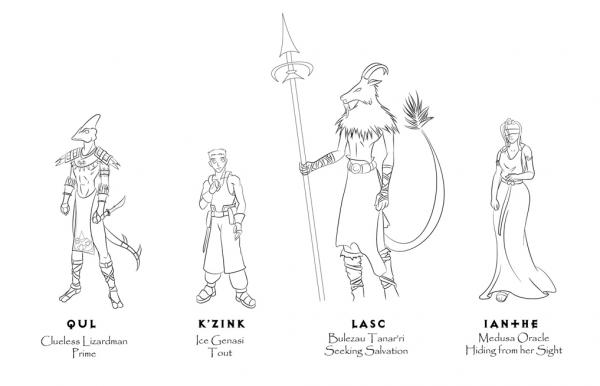 QUL
Clueless Lizardman
Prime
K'ZINK
Ice Genasi
Tout
LASC
Bulezau Tanar'ri
Seeking Salvation
IANTHE
Medusa Oracle
Hiding from her Sight